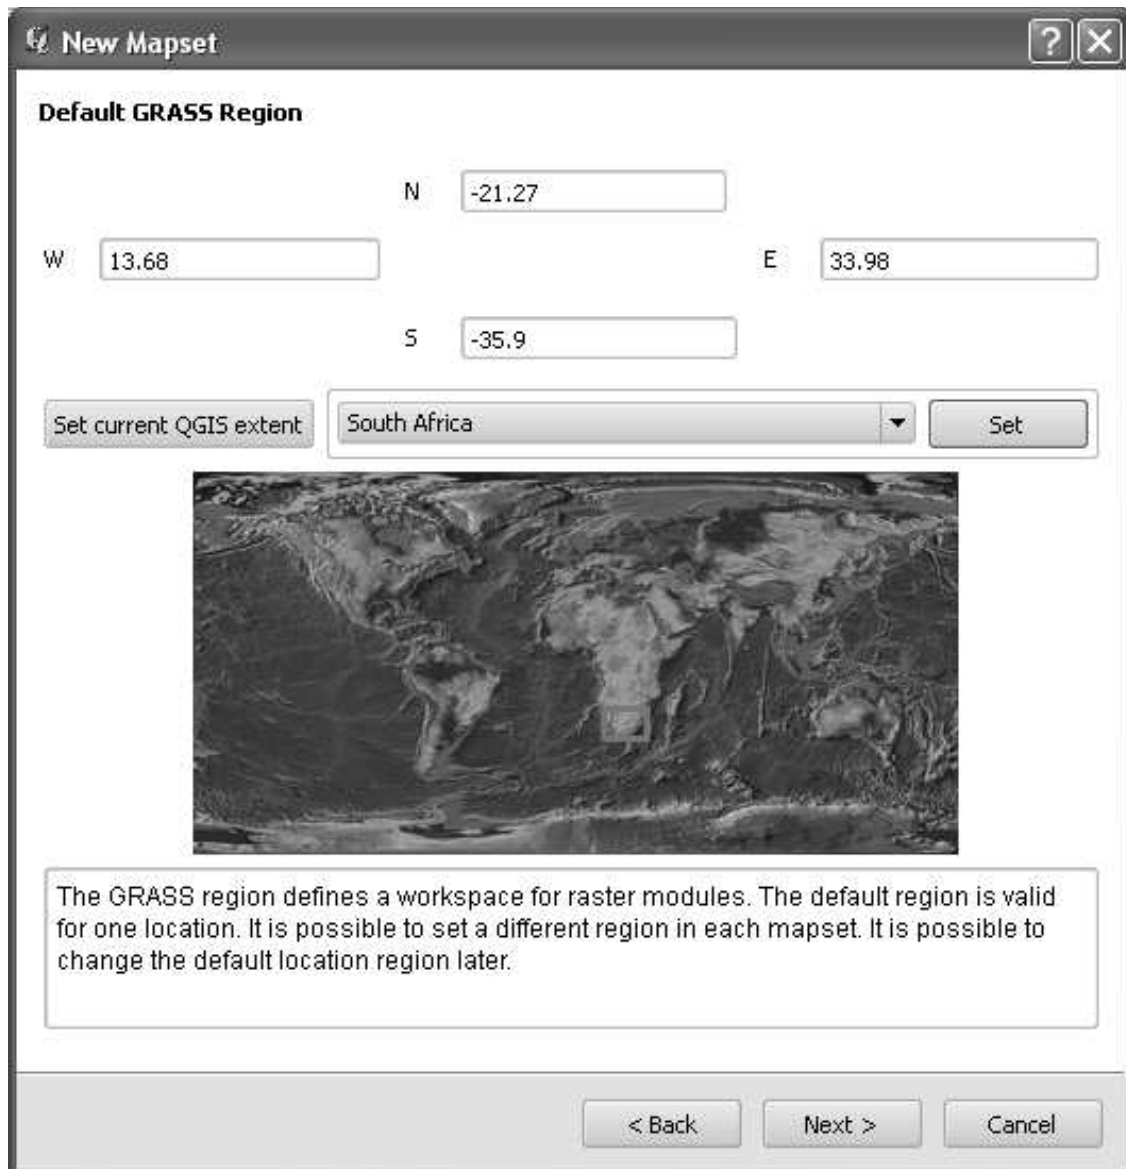 New Mapset
Default GRASS Region
N -21.27
W 13.68 E 33.98
S -35.9
Set current QGIS extent South Africa Set
The GRASS region defines a workspace for raster modules. The default region is valid
for one location. It is possible to set a different region in each mapset. It is possible to
change the default location region later.
< Back Next > Cancel